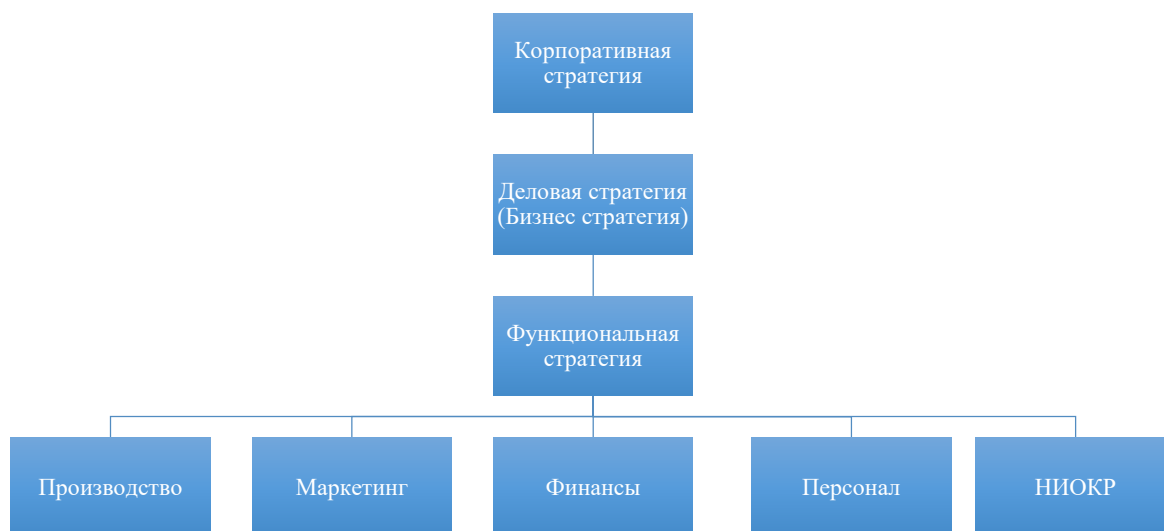 Корпоративная
стратегия
Деловая стратегия
(Бизнес стратегия)
Функциональная
стратегия
Производство
Маркетинг
Финансы
Персонал
НИОКР